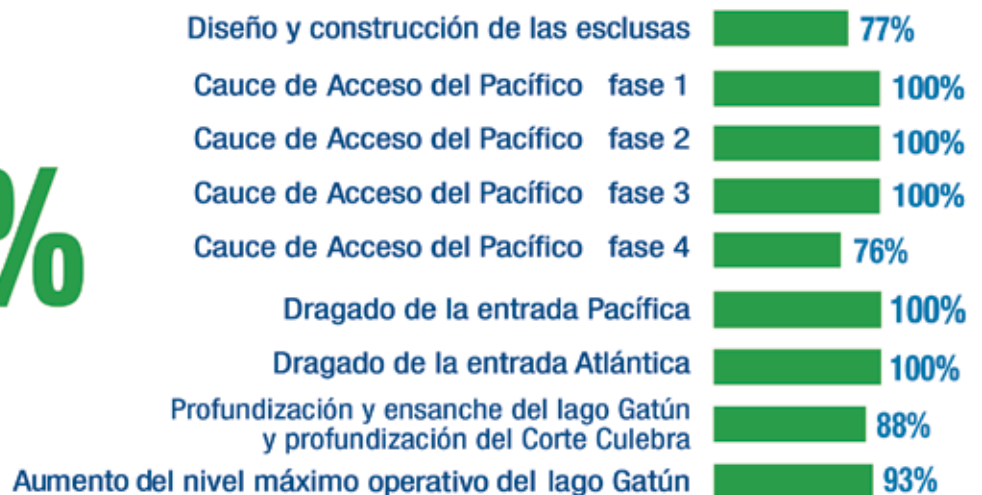 Diseño y construcción de las esclusas 77%
Cauce de Acceso del Pacífico fase 1 100%
Cauce de Acceso del Pacífico fase 2 100%
Cauce de Acceso del Pacífico fase 3 100%
%
Cauce de Acceso del Pacífico fase 4 76%
Dragado de la entrada Pacífica 100%
Dragado de la entrada Atlántica 100%
Profundización y ensanche del lago Gatún
y profundización del Corte Culebra 88%
Aumento del nivel máximo operativo del lago Gatún 93%